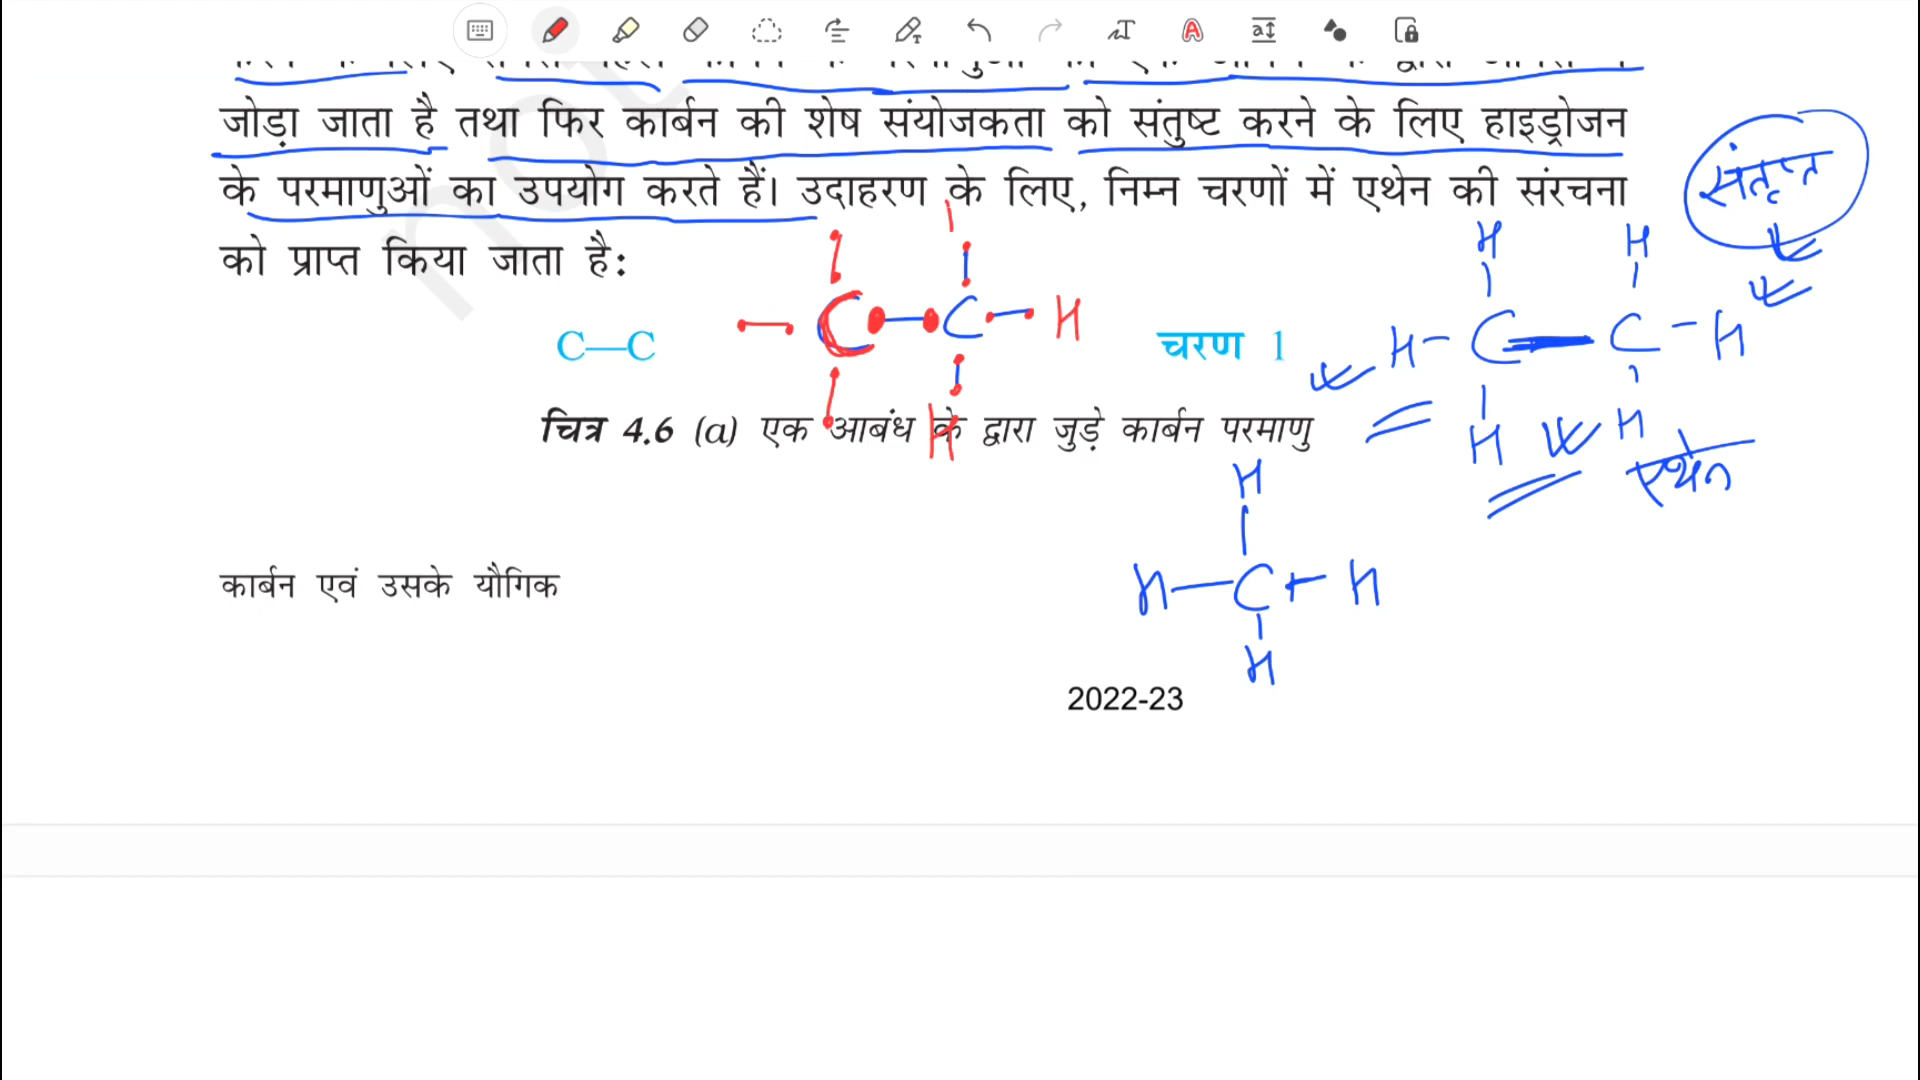 जोड़ा जाता है तथा फिर कार्बन की शेष संयोजकता को संतुष्ट करने के लिए हाइड्रोजन
के परमाणुओं का उपयोग करते हैं। उदाहरण के लिए, निम्न चरणों में एथेन की संरचना
को प्राप्त किया जाता है:
संतृप्त
H H
C—C C—C-H चरण 1 H-C—C-H
H H H
चित्र 4.6 (a) एक आबंध के द्वारा जुड़े कार्बन परमाणु
एथेन
H
कार्बन एवं उसके यौगिक H—C-H
H
2022-23